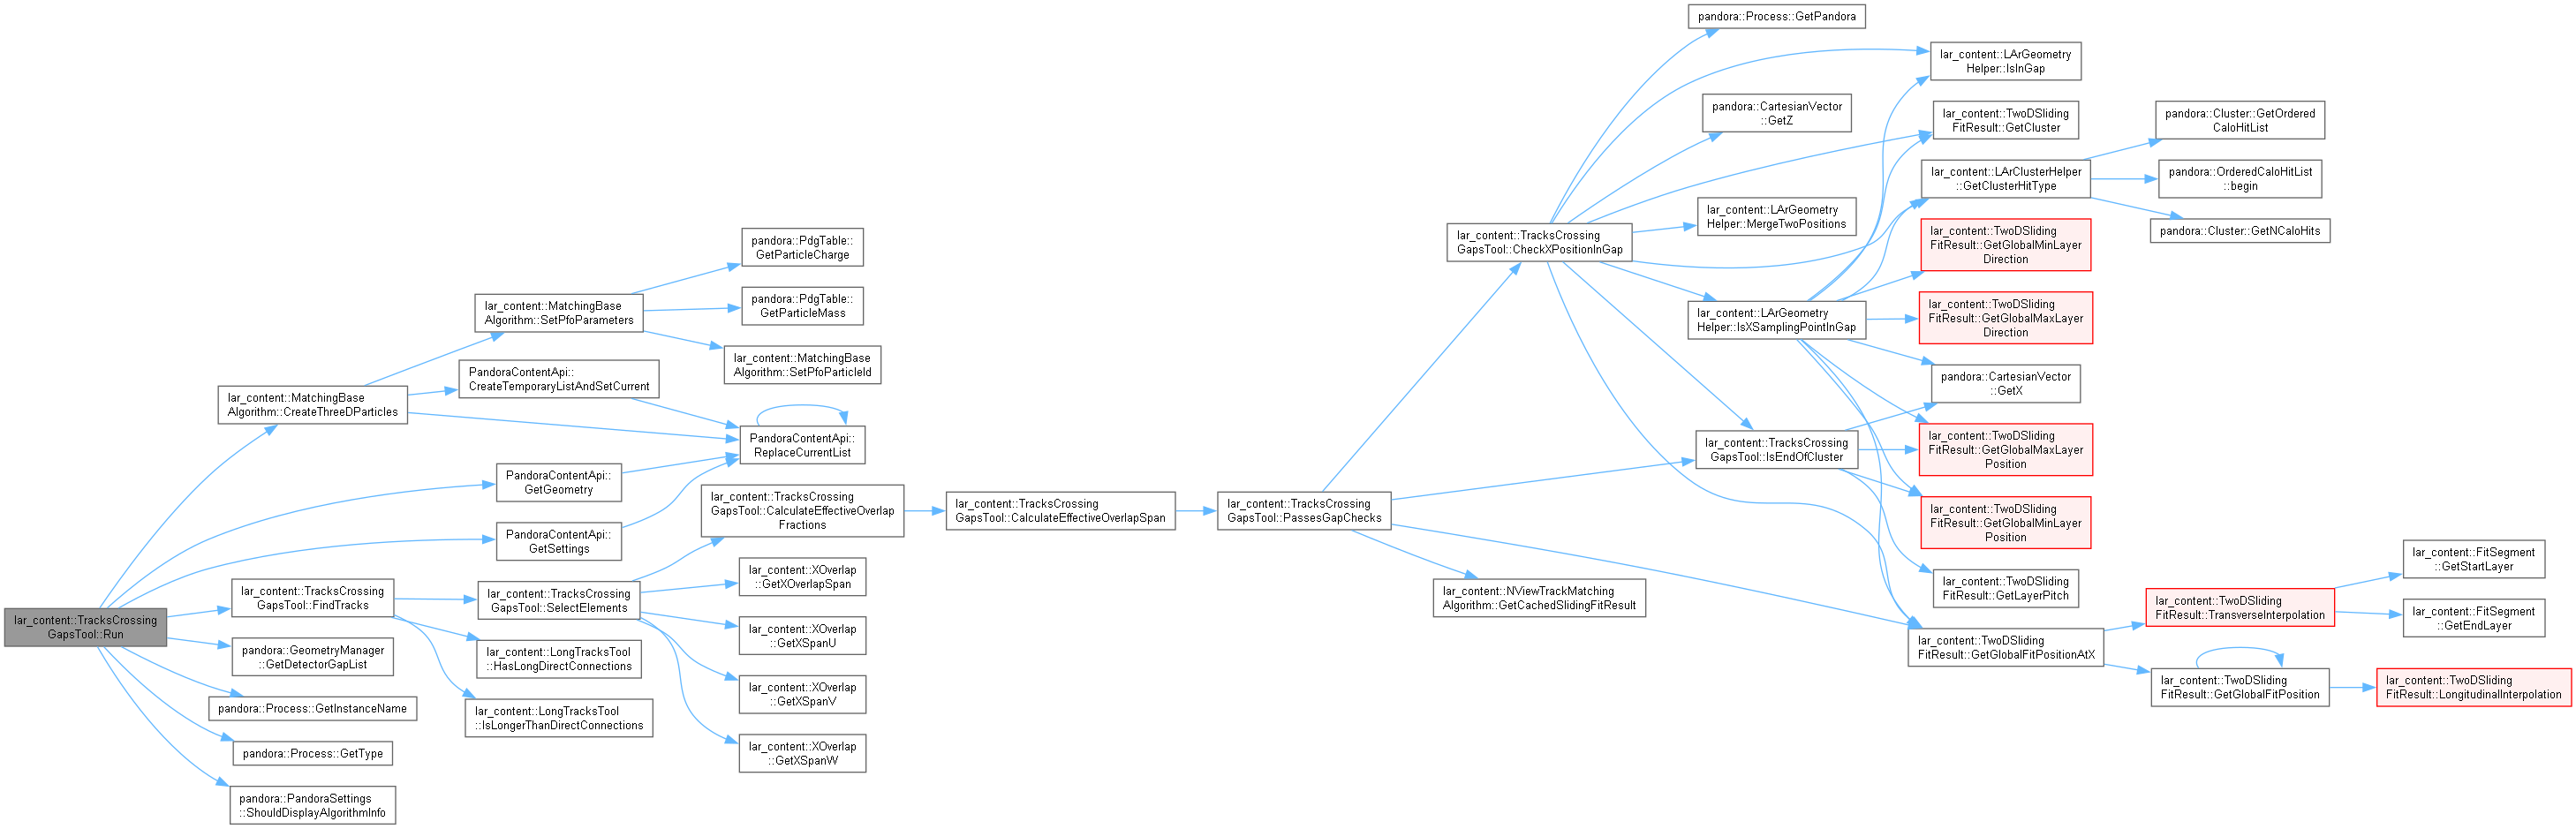 lar_content::TracksCrossing
GapsTool::Run
lar_content::MatchingBase
Algorithm::CreateThreeDParticles
PandoraContentApi::
GetGeometry
PandoraContentApi::
GetSettings
lar_content::TracksCrossing
GapsTool::FindTracks
pandora::GeometryManager
::GetDetectorGapList
pandora::Process::GetInstanceName
pandora::Process::GetType
pandora::PandoraSettings
::ShouldDisplayAlgorithmInfo
lar_content::MatchingBase
Algorithm::SetPfoParameters
PandoraContentApi::
CreateTemporaryListAndSetCurrent
lar_content::TracksCrossing
GapsTool::SelectElements
lar_content::LongTracksTool
::HasLongDirectConnections
lar_content::LongTracksTool
::IsLongerThanDirectConnections
pandora::PdgTable::
GetParticleCharge
pandora::PdgTable::
GetParticleMass
lar_content::MatchingBase
Algorithm::SetPfoParticleId
PandoraContentApi::
ReplaceCurrentList
lar_content::TracksCrossing
GapsTool::CalculateEffectiveOverlap
Fractions
lar_content::XOverlap
::GetXOverlapSpan
lar_content::XOverlap
::GetXSpanU
lar_content::XOverlap
::GetXSpanV
lar_content::XOverlap
::GetXSpanW
lar_content::TracksCrossing
GapsTool::CalculateEffectiveOverlapSpan
lar_content::TracksCrossing
GapsTool::PassesGapChecks
lar_content::TracksCrossing
GapsTool::CheckXPositionInGap
lar_content::NViewTrackMatching
Algorithm::GetCachedSlidingFitResult
pandora::Process::GetPandora
pandora::CartesianVector
::GetZ
lar_content::LArGeometry
Helper::MergeTwoPositions
lar_content::LArGeometry
Helper::IsXSamplingPointInGap
lar_content::TracksCrossing
GapsTool::IsEndOfCluster
lar_content::LArGeometry
Helper::IsInGap
lar_content::TwoDSliding
FitResult::GetCluster
lar_content::LArClusterHelper
::GetClusterHitType
lar_content::TwoDSliding
FitResult::GetGlobalMinLayer
Direction
lar_content::TwoDSliding
FitResult::GetGlobalMaxLayer
Direction
pandora::CartesianVector
::GetX
lar_content::TwoDSliding
FitResult::GetGlobalMaxLayer
Position
lar_content::TwoDSliding
FitResult::GetGlobalMinLayer
Position
lar_content::TwoDSliding
FitResult::GetLayerPitch
lar_content::TwoDSliding
FitResult::GetGlobalFitPositionAtX
pandora::Cluster::GetOrdered
CaloHitList
pandora::OrderedCaloHitList
::begin
pandora::Cluster::GetNCaloHits
lar_content::TwoDSliding
FitResult::TransverseInterpolation
lar_content::TwoDSliding
FitResult::GetGlobalFitPosition
lar_content::FitSegment
::GetStartLayer
lar_content::FitSegment
::GetEndLayer
lar_content::TwoDSliding
FitResult::LongitudinalInterpolation